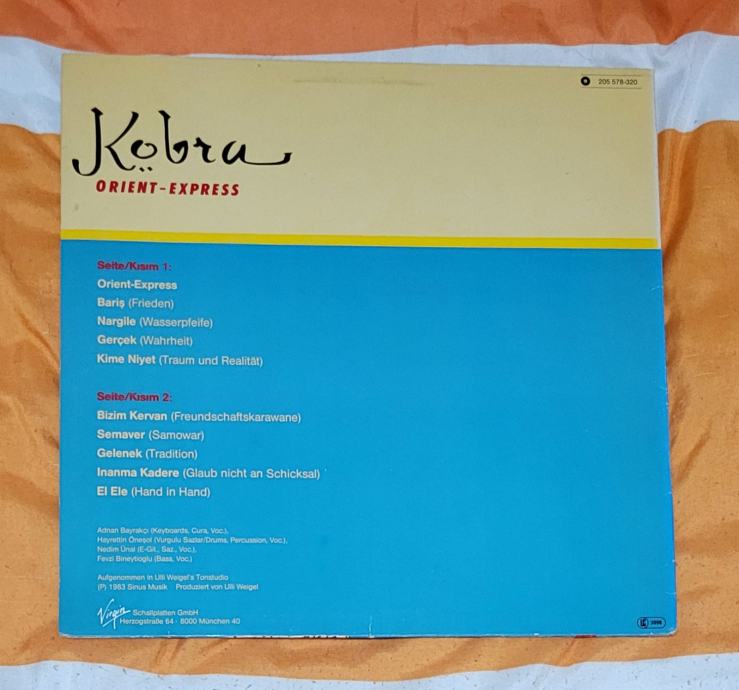 205 578-320
Kobra
ORIENT-EXPRESS
Seite/Kısım 1:
Orient-Express
Bariş (Frieden)
Nargile (Wasserpfeife)
Gerçek (Wahrheit)
Kime Niyet (Traum und Realität)
Seite/Kısım 2:
Bizim Kervan (Freundschaftskarawane)
Semaver (Samowar)
Gelenek (Tradition)
Inanma Kadere (Glaub nicht an Schicksal)
El Ele (Hand in Hand)
Adnan Bayrakçı (Keyboards, Cura, Voc.),
Hayrettin Öneşol (Vurgulu Sazlar/Drums, Percussion, Voc.),
Nedim Ünal (E-Git., Saz., Voc.),
Fevzi Bineytioglu (Bass, Voc.)
Aufgenommen in Ulli Weigel's Tonstudio
(P) 1983 Sinus Musik Produziert von Ulli Weigel
Virgin Schallplatten GmbH
Herzogstraße 64 · 8000 München 40